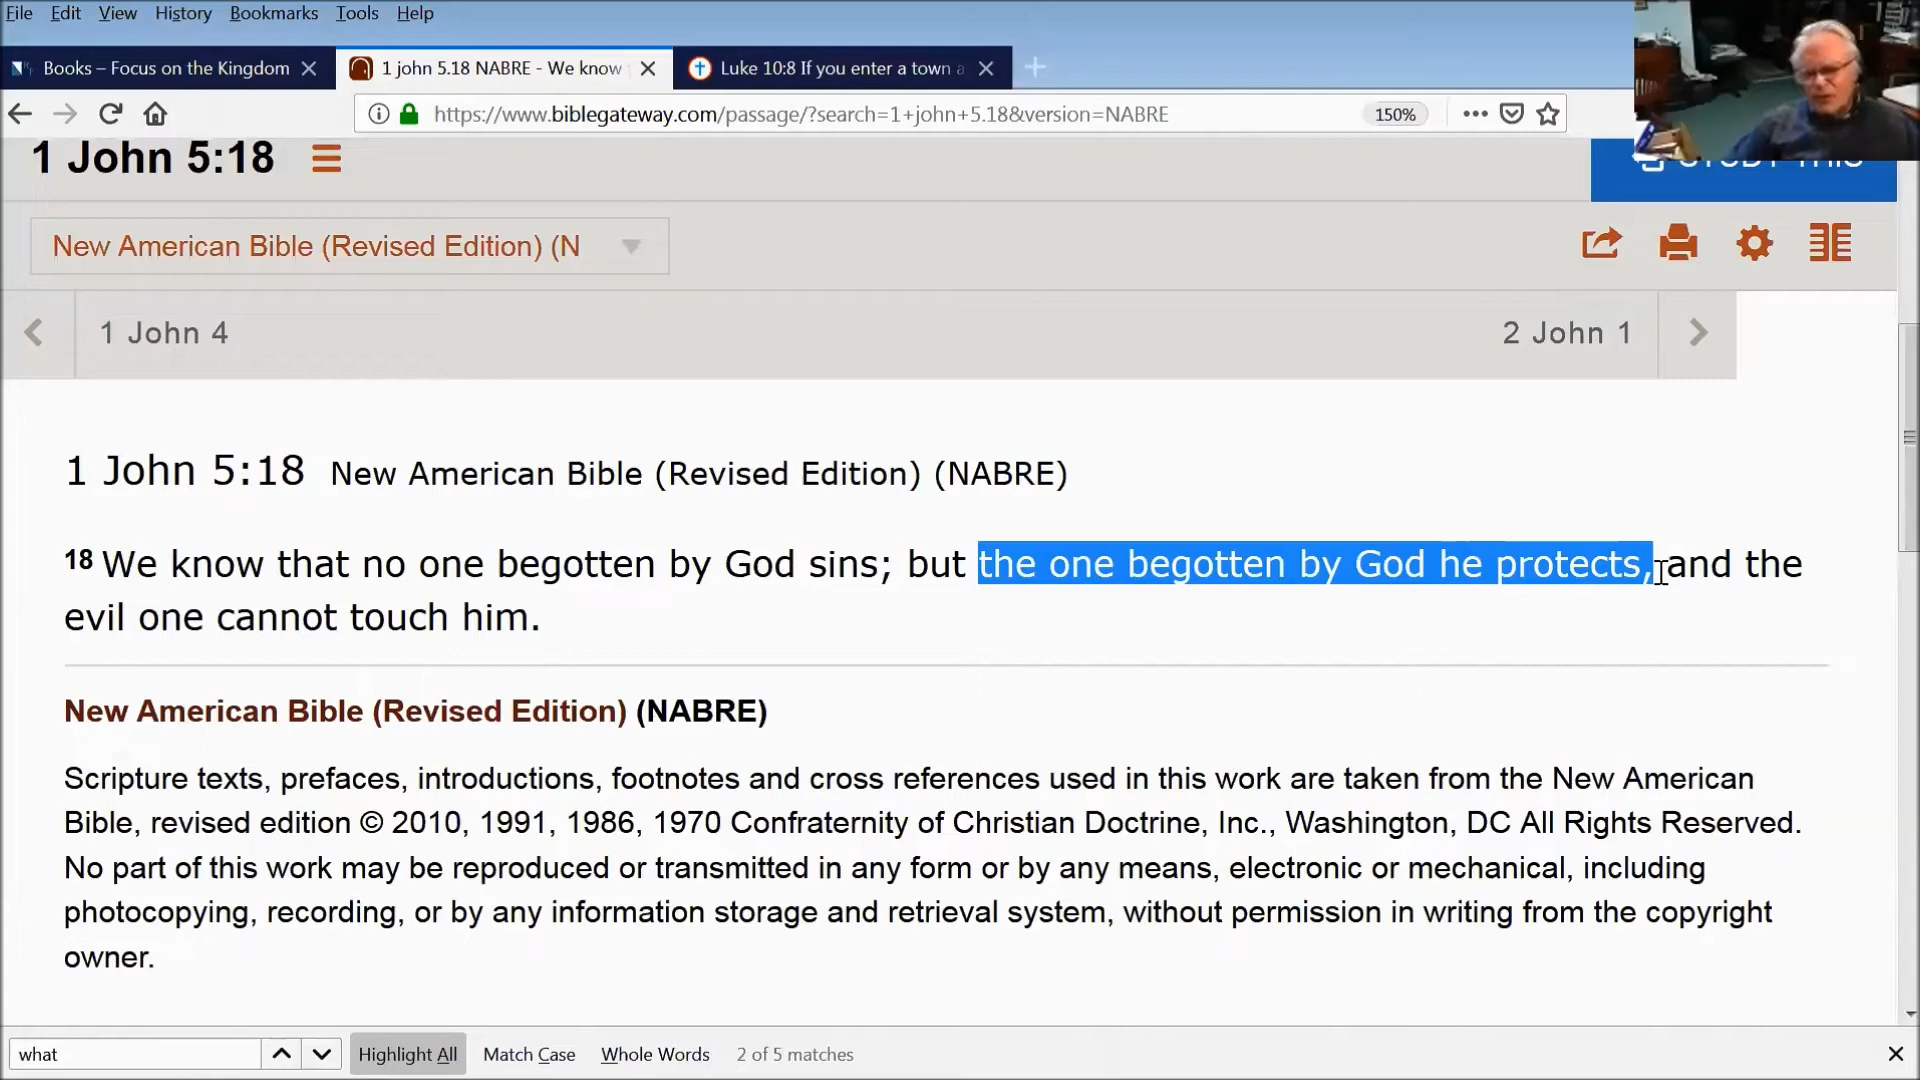 File Edit View History Bookmarks Tools Help
Books – Focus on the Kingdom
1 john 5.18 NABRE - We know
Luke 10:8 If you enter a town a
https://www.biblegateway.com/passage/?search=1+john+5.18&version=NABRE
150%
1 John 5:18
STUDY THIS
New American Bible (Revised Edition) (N
1 John 4
2 John 1
1 John 5:18 New American Bible (Revised Edition) (NABRE)
18 We know that no one begotten by God sins; but the one begotten by God he protects, and the
evil one cannot touch him.
New American Bible (Revised Edition) (NABRE)
Scripture texts, prefaces, introductions, footnotes and cross references used in this work are taken from the New American
Bible, revised edition © 2010, 1991, 1986, 1970 Confraternity of Christian Doctrine, Inc., Washington, DC All Rights Reserved.
No part of this work may be reproduced or transmitted in any form or by any means, electronic or mechanical, including
photocopying, recording, or by any information storage and retrieval system, without permission in writing from the copyright
owner.
what
Highlight All
Match Case
Whole Words
2 of 5 matches